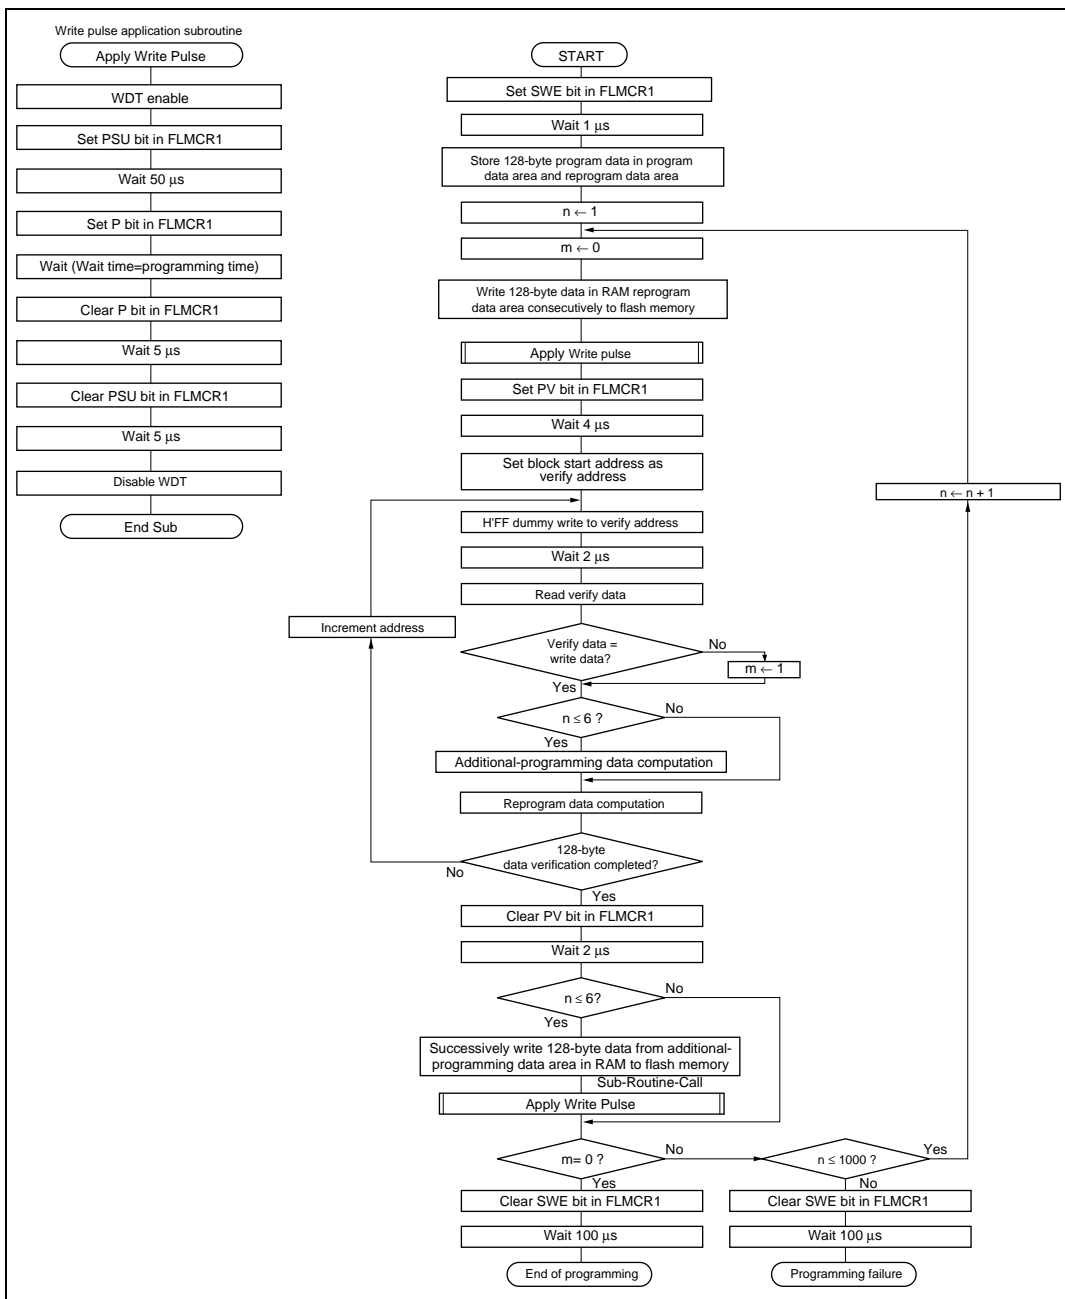 Write pulse application subroutine
Apply Write Pulse
WDT enable
Set PSU bit in FLMCR1
Wait 50 μs
Set P bit in FLMCR1
Wait (Wait time=programming time)
Clear P bit in FLMCR1
Wait 5 μs
Clear PSU bit in FLMCR1
Wait 5 μs
Disable WDT
End Sub
START
Set SWE bit in FLMCR1
Wait 1 μs
Store 128-byte program data in program
data area and reprogram data area
n ← 1
m ← 0
Write 128-byte data in RAM reprogram
data area consecutively to flash memory
Apply Write pulse
Set PV bit in FLMCR1
Wait 4 μs
Set block start address as
verify address
n ← n + 1
H'FF dummy write to verify address
Wait 2 μs
Read verify data
Increment address
Verify data =
write data?
No
m ← 1
Yes
n ≤ 6 ?
No
Yes
Additional-programming data computation
Reprogram data computation
128-byte
data verification completed?
No
Yes
Clear PV bit in FLMCR1
Wait 2 μs
n ≤ 6?
No
Yes
Successively write 128-byte data from additional-
programming data area in RAM to flash memory
Sub-Routine-Call
Apply Write Pulse
m= 0 ?
No
n ≤ 1000 ?
Yes
Yes
No
Clear SWE bit in FLMCR1
Clear SWE bit in FLMCR1
Wait 100 μs
Wait 100 μs
End of programming
Programming failure